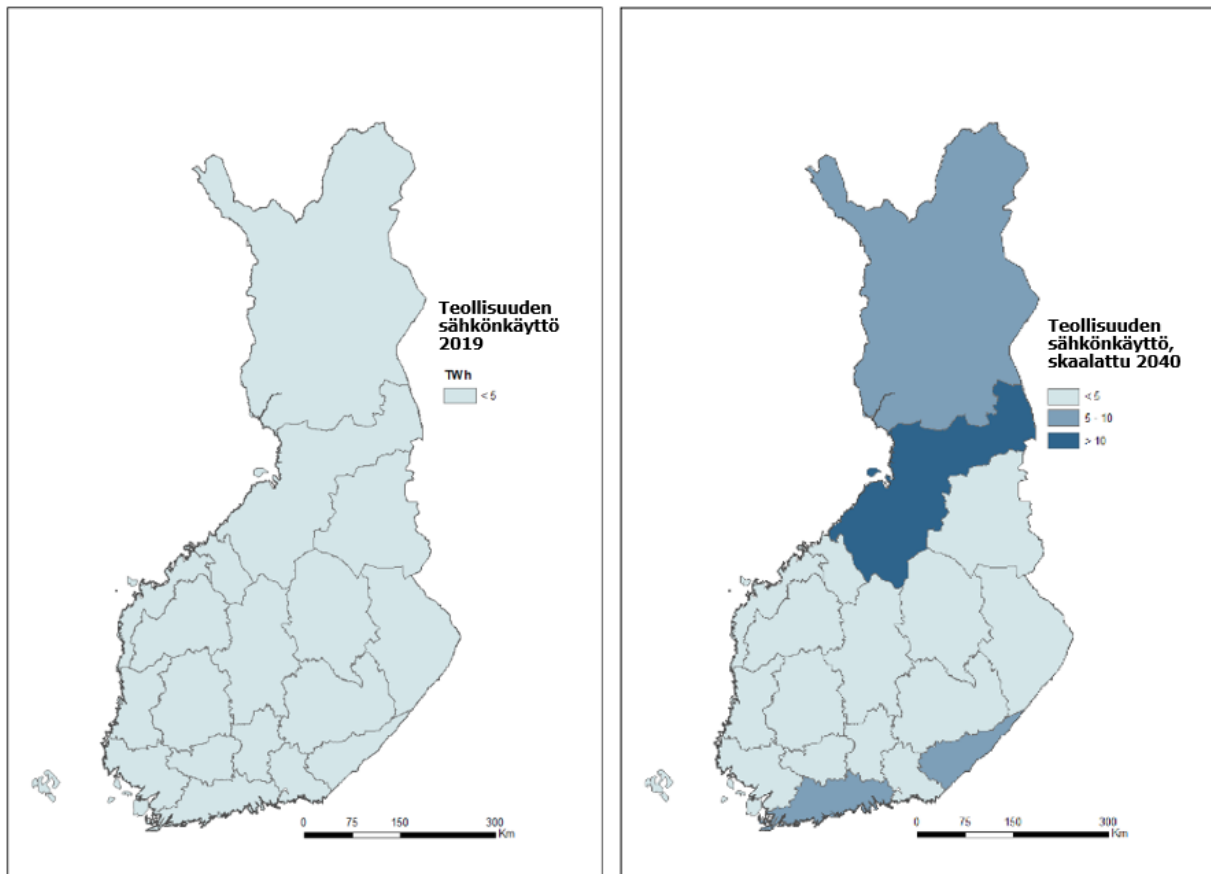 Teollisuuden
sähkönkäyttö
2019
TWh
< 5
0 75 150 300
Km
Teollisuuden
sähkönkäyttö,
skaalattu 2040
< 5
5 - 10
> 10
0 75 150 300
Km